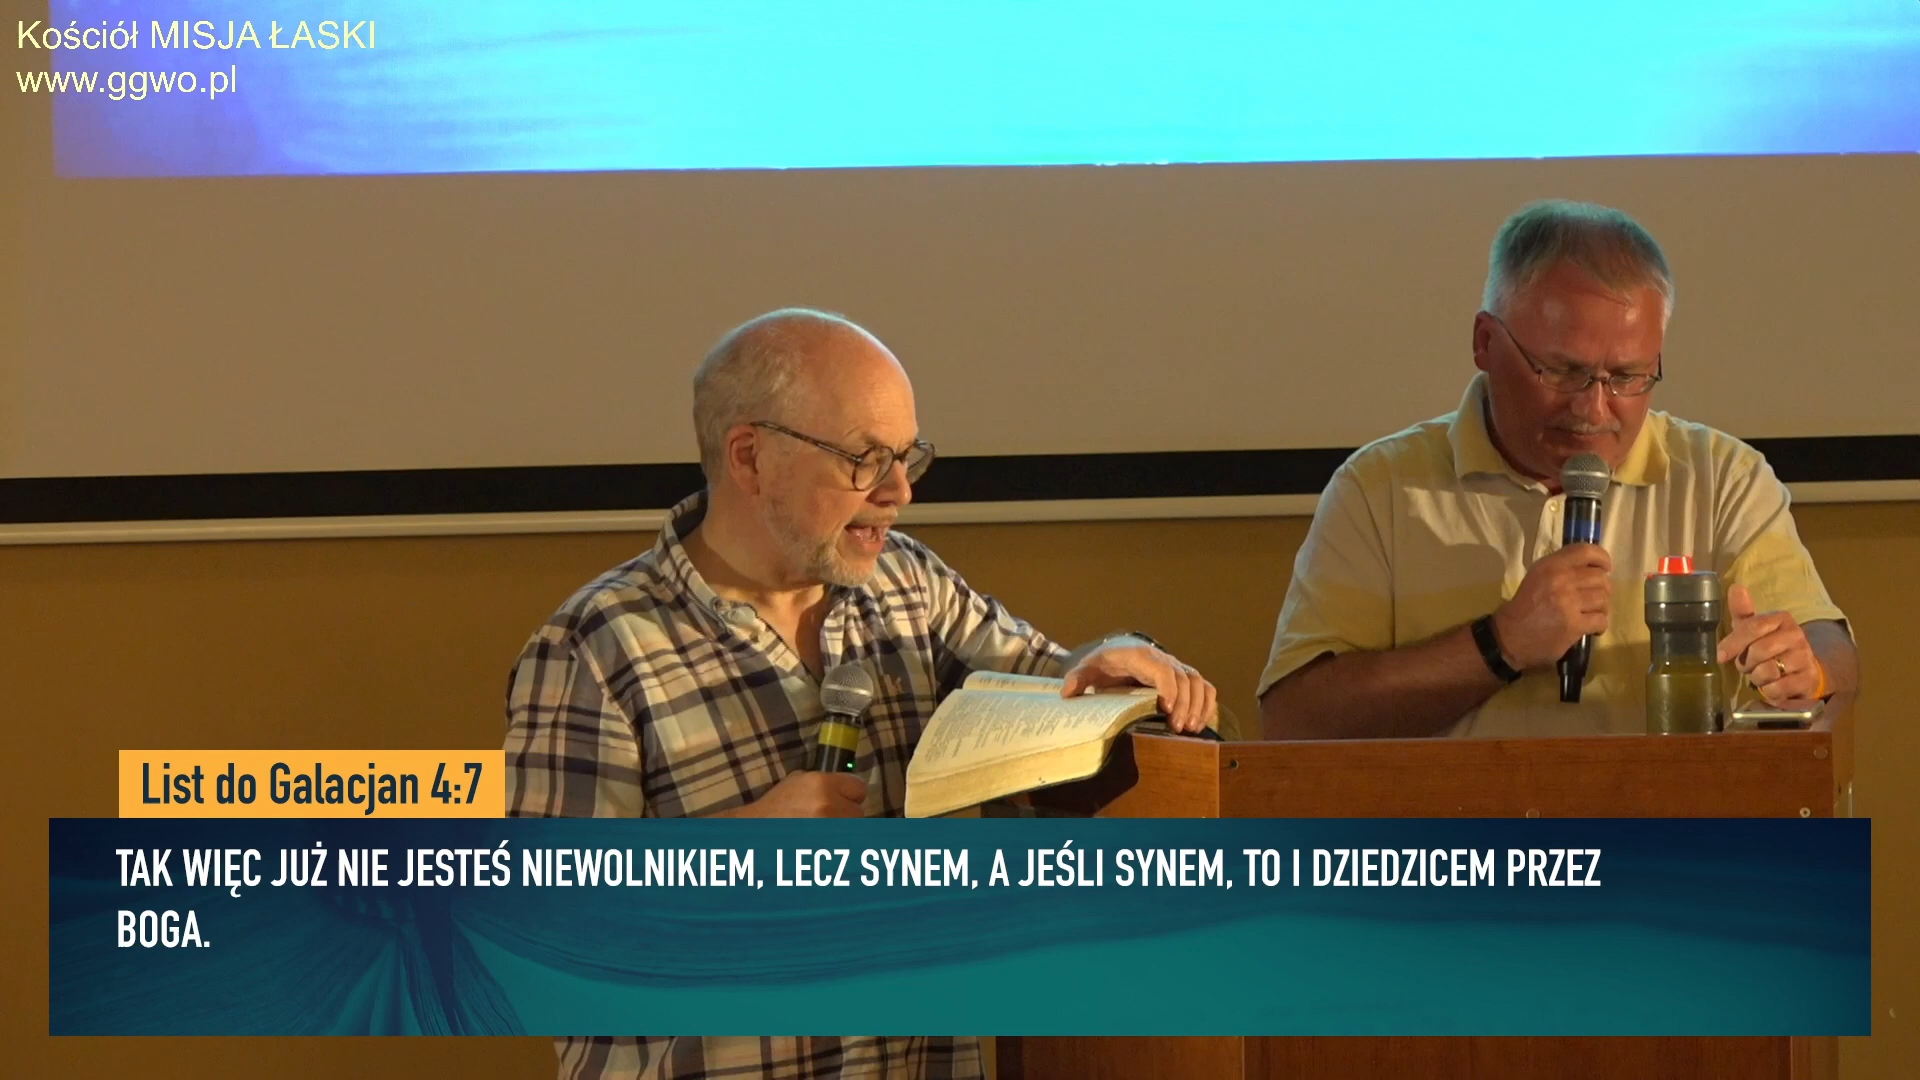 Kościół MISJA ŁASKI
www.ggwo.pl
List do Galacjan 4:7
TAK WIĘC JUŻ NIE JESTEŚ NIEWOLNIKIEM, LECZ SYNEM, A JEŚLI SYNEM, TO I DZIEDZICEM PRZEZ
BOGA.